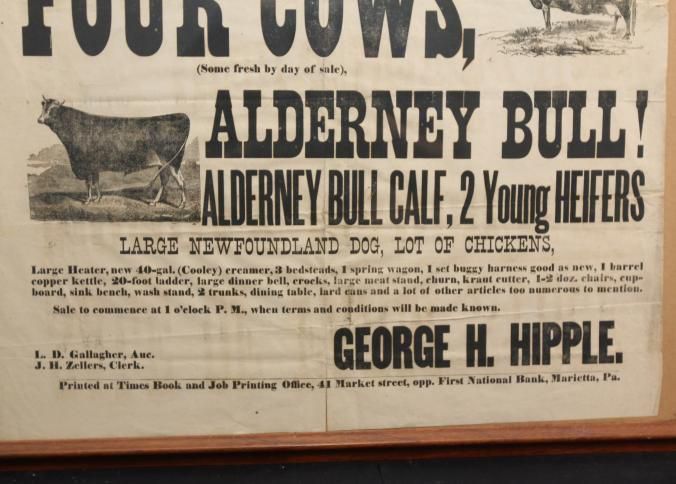 FOUR COWS,
(Some fresh by day of sale),
ALDERNEY BULL!
ALDERNEY BULL CALF, 2 Young HEIFERS
LARGE NEWFOUNDLAND DOG, LOT OF CHICKENS,
Large Heater, new 40-gal. (Cooley) creamer, 3 bedsteads, 1 spring wagon, 1 set buggy harness good as new, 1 barrel
copper kettle, 20-foot ladder, large dinner bell, crocks, large meat stand, churn, kraut cutter, 1-2 doz. chairs, cup-
board, sink bench, wash stand, 2 trunks, dining table, lard cans and a lot of other articles too numerous to mention.
Sale to commence at 1 o'clock P. M., when terms and conditions will be made known.
GEORGE H. HIPPLE.
L. D. Gallagher, Auc.
J. H. Zellers, Clerk.
Printed at Times Book and Job Printing Office, 41 Market street, opp. First National Bank, Marietta, Pa.